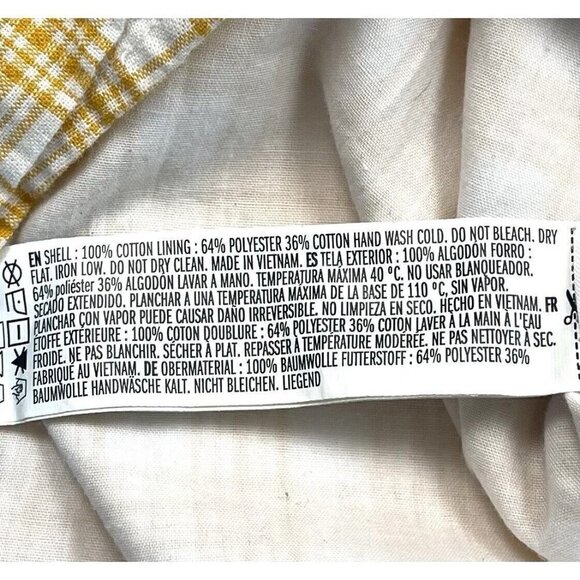 EN SHELL : 100% COTTON LINING : 64% POLYESTER 36% COTTON HAND WASH COLD. DO NOT BLEACH. DRY
FLAT. IRON LOW. DO NOT DRY CLEAN. MADE IN VIETNAM. ES TELA EXTERIOR : 100% ALGODÓN FORRO :
64% poliéster 36% ALGODÓN LAVAR A MANO. TEMPERATURA MÁXIMA 40 ºC. NO USAR BLANQUEADOR.
SECADO EXTENDIDO. PLANCHAR A UNA TEMPERATURA MÁXIMA DE LA BASE DE 110 ºC, SIN VAPOR.
PLANCHAR CON VAPOR PUEDE CAUSAR DAÑO IRREVERSIBLE. NO LIMPIEZA EN SECO. HECHO EN VIETNAM. FR
ÉTOFFE EXTÉRIEURE : 100% COTON DOUBLURE : 64% POLYESTER 36% COTON LAVER À LA MAIN À L'EAU
FROIDE. NE PAS BLANCHIR. SÉCHER À PLAT. REPASSER À TEMPÉRATURE MODÉRÉE. NE PAS NETTOYER À SEC.
FABRIQUÉ AU VIETNAM. DE OBERMATERIAL : 100% BAUMWOLLE FUTTERSTOFF : 64% POLYESTER 36%
BAUMWOLLE HANDWÄSCHE KALT. NICHT BLEICHEN. LIEGEND